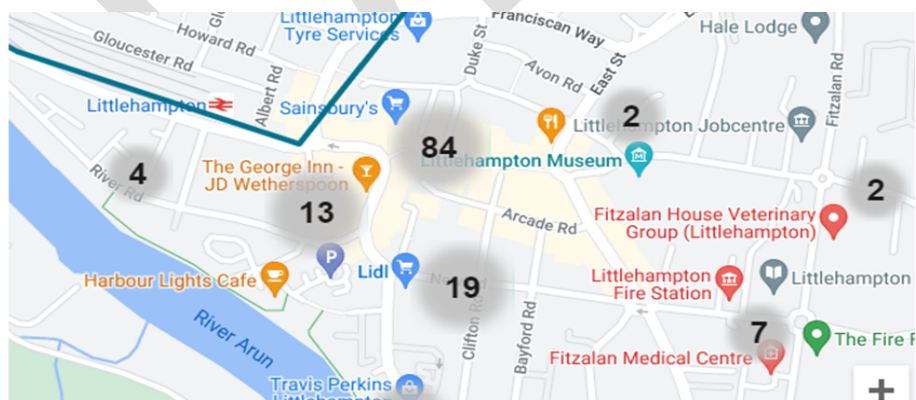 Littlehampton
Tyre Services
Franciscan Way
Hale Lodge
Howard Rd
Gloucester Rd
Duke St
Avon Rd
East St
Albert Rd
Fitzalan Rd
Littlehampton
Sainsbury's
2
Littlehampton Jobcentre
84
Littlehampton Museum
4
River Rd
The George Inn -
JD Wetherspoon
2
13
Arcade Rd
Fitzalan House Veterinary
Group (Littlehampton)
P
Lidl
Harbour Lights Cafe
19
Littlehampton
Fire Station
Littlehampton
Clifton Rd
Bayford Rd
River Arun
7
Fitzalan Medical Centre
The Fire F
Travis Perkins
Littlehampton
+